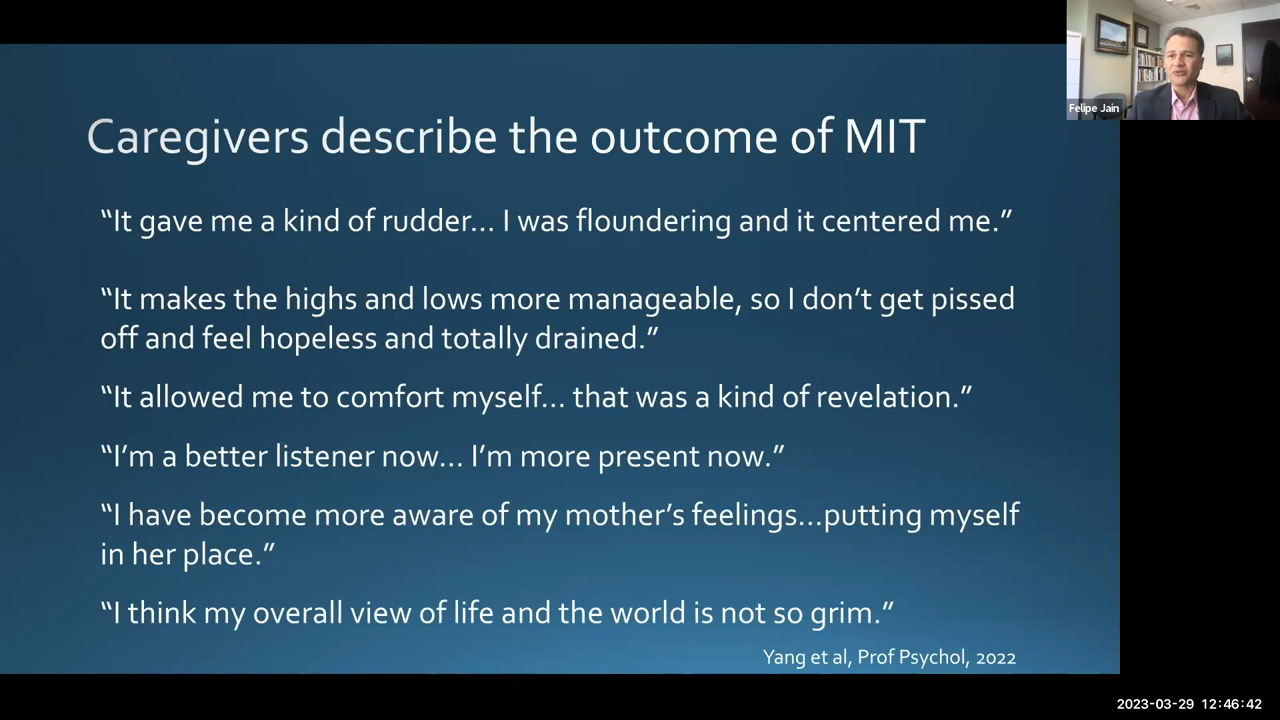 Felipe Jain
Caregivers describe the outcome of MIT
“It gave me a kind of rudder… I was floundering and it centered me.”
“It makes the highs and lows more manageable, so I don’t get pissed
off and feel hopeless and totally drained.”
“It allowed me to comfort myself… that was a kind of revelation.”
“I’m a better listener now… I’m more present now.”
“I have become more aware of my mother’s feelings…putting myself
in her place.”
“I think my overall view of life and the world is not so grim.”
Yang et al, Prof Psychol, 2022
2023-03-29 12:46:42